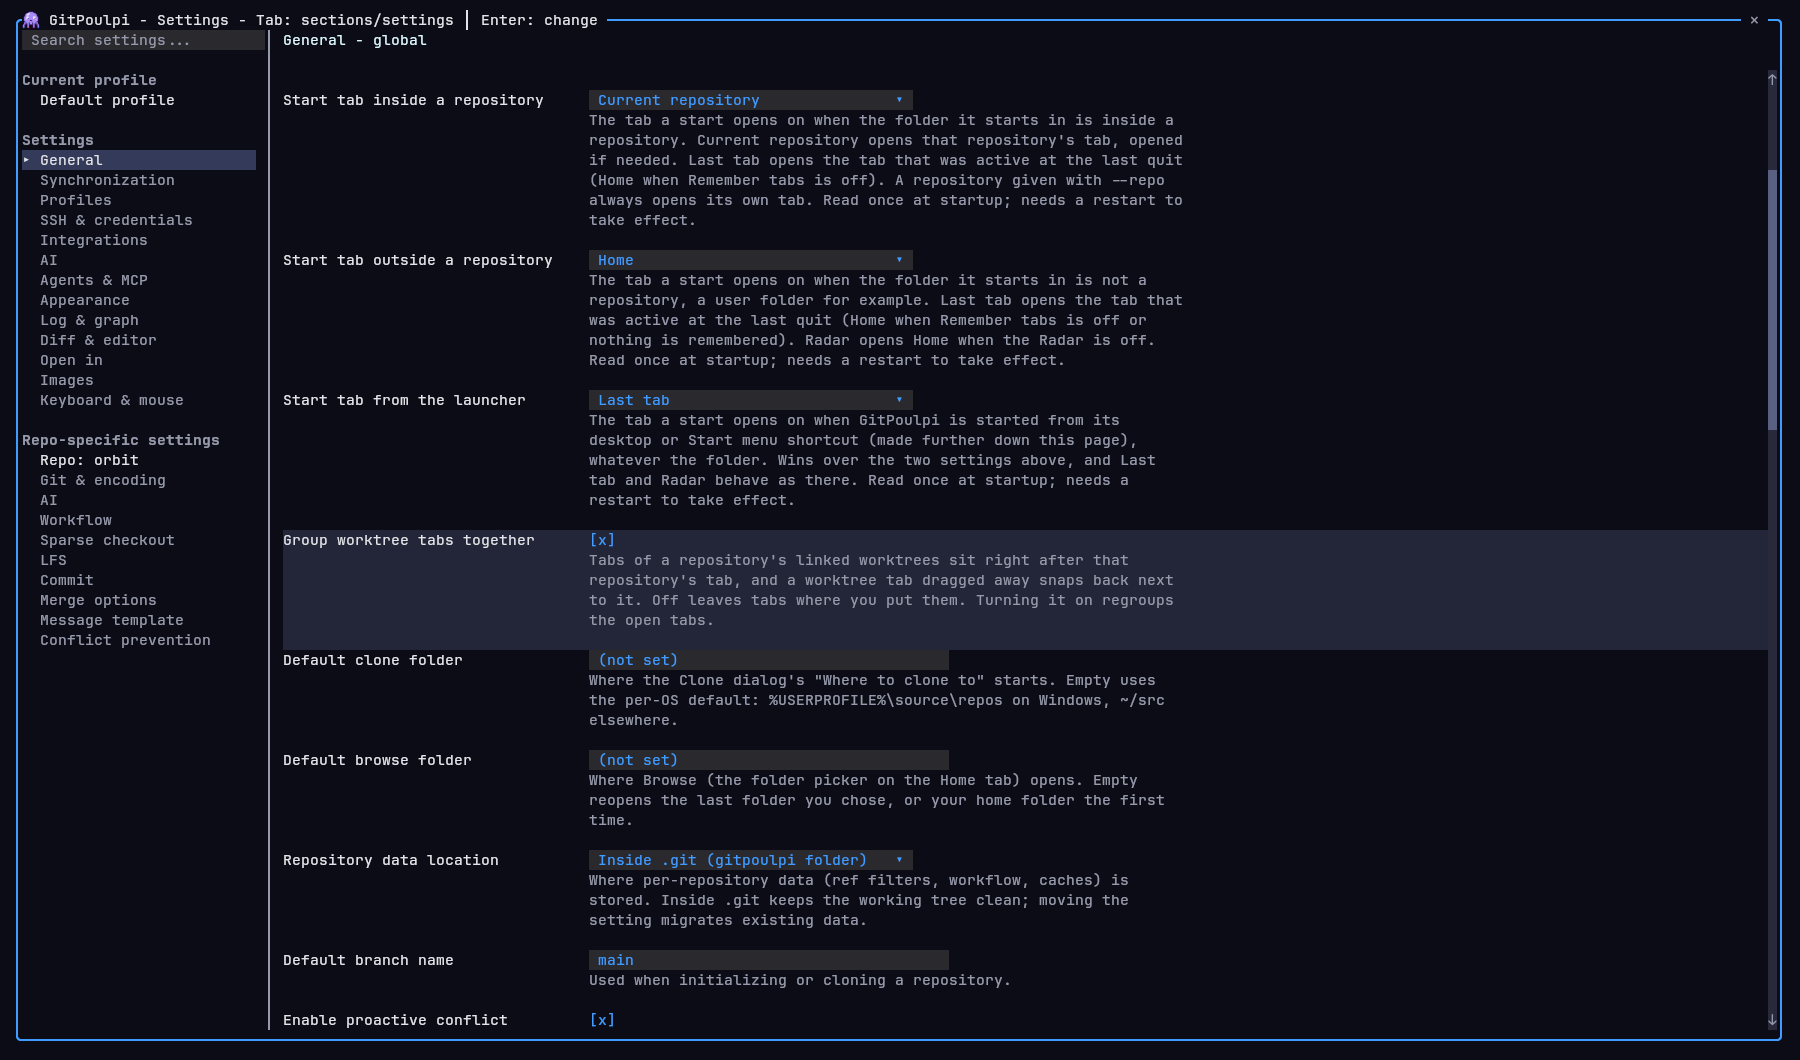 GitPoulpi - Settings - Tab: sections/settings | Enter: change ×
Search settings...
Current profile
Default profile
Settings
▸ General
Synchronization
Profiles
SSH & credentials
Integrations
AI
Agents & MCP
Appearance
Log & graph
Diff & editor
Open in
Images
Keyboard & mouse
Repo-specific settings
Repo: orbit
Git & encoding
AI
Workflow
Sparse checkout
LFS
Commit
Merge options
Message template
Conflict prevention
General - global
Start tab inside a repository Current repository ▾
The tab a start opens on when the folder it starts in is inside a
repository. Current repository opens that repository's tab, opened
if needed. Last tab opens the tab that was active at the last quit
(Home when Remember tabs is off). A repository given with --repo
always opens its own tab. Read once at startup; needs a restart to
take effect.
Start tab outside a repository Home ▾
The tab a start opens on when the folder it starts in is not a
repository, a user folder for example. Last tab opens the tab that
was active at the last quit (Home when Remember tabs is off or
nothing is remembered). Radar opens Home when the Radar is off.
Read once at startup; needs a restart to take effect.
Start tab from the launcher Last tab ▾
The tab a start opens on when GitPoulpi is started from its
desktop or Start menu shortcut (made further down this page),
whatever the folder. Wins over the two settings above, and Last
tab and Radar behave as there. Read once at startup; needs a
restart to take effect.
Group worktree tabs together [x]
Tabs of a repository's linked worktrees sit right after that
repository's tab, and a worktree tab dragged away snaps back next
to it. Off leaves tabs where you put them. Turning it on regroups
the open tabs.
Default clone folder (not set)
Where the Clone dialog's "Where to clone to" starts. Empty uses
the per-OS default: %USERPROFILE%\source\repos on Windows, ~/src
elsewhere.
Default browse folder (not set)
Where Browse (the folder picker on the Home tab) opens. Empty
reopens the last folder you chose, or your home folder the first
time.
Repository data location Inside .git (gitpoulpi folder) ▾
Where per-repository data (ref filters, workflow, caches) is
stored. Inside .git keeps the working tree clean; moving the
setting migrates existing data.
Default branch name main
Used when initializing or cloning a repository.
Enable proactive conflict [x]